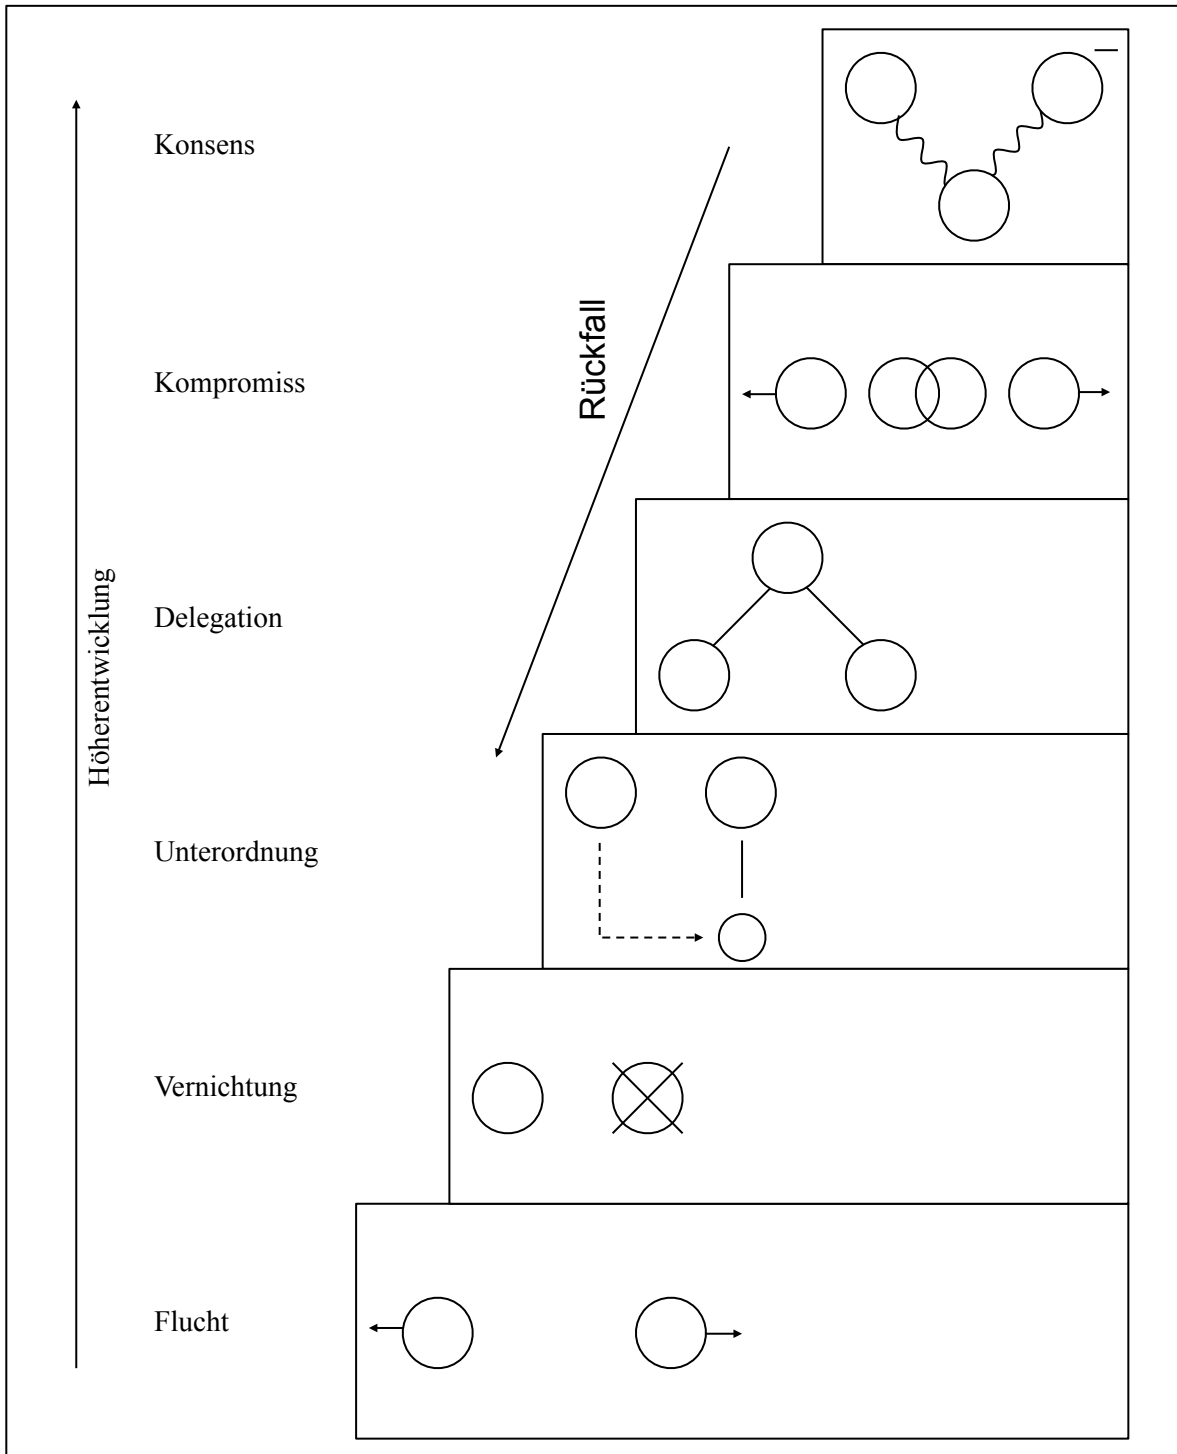 Konsens
Rückfall
Kompromiss
Höherentwicklung
Delegation
Unterordnung
Vernichtung
Flucht